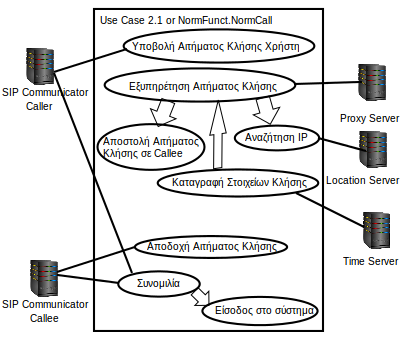 Use Case 2.1 or NormFunct.NormCall
Υποβολή Αιτήματος Κλήσης Χρήστη
SIP Communicator
Caller
Εξυπηρέτηση Αιτήματος Κλήσης
Proxy Server
Αποστολή Αιτήματος
Κλήσης σε Callee
Αναζήτηση IP
Location Server
Καταγραφή Στοιχείων Κλήσης
Time Server
Αποδοχή Αιτήματος Κλήσης
SIP Communicator
Callee
Συνομιλία
Είσοδος στο σύστημα